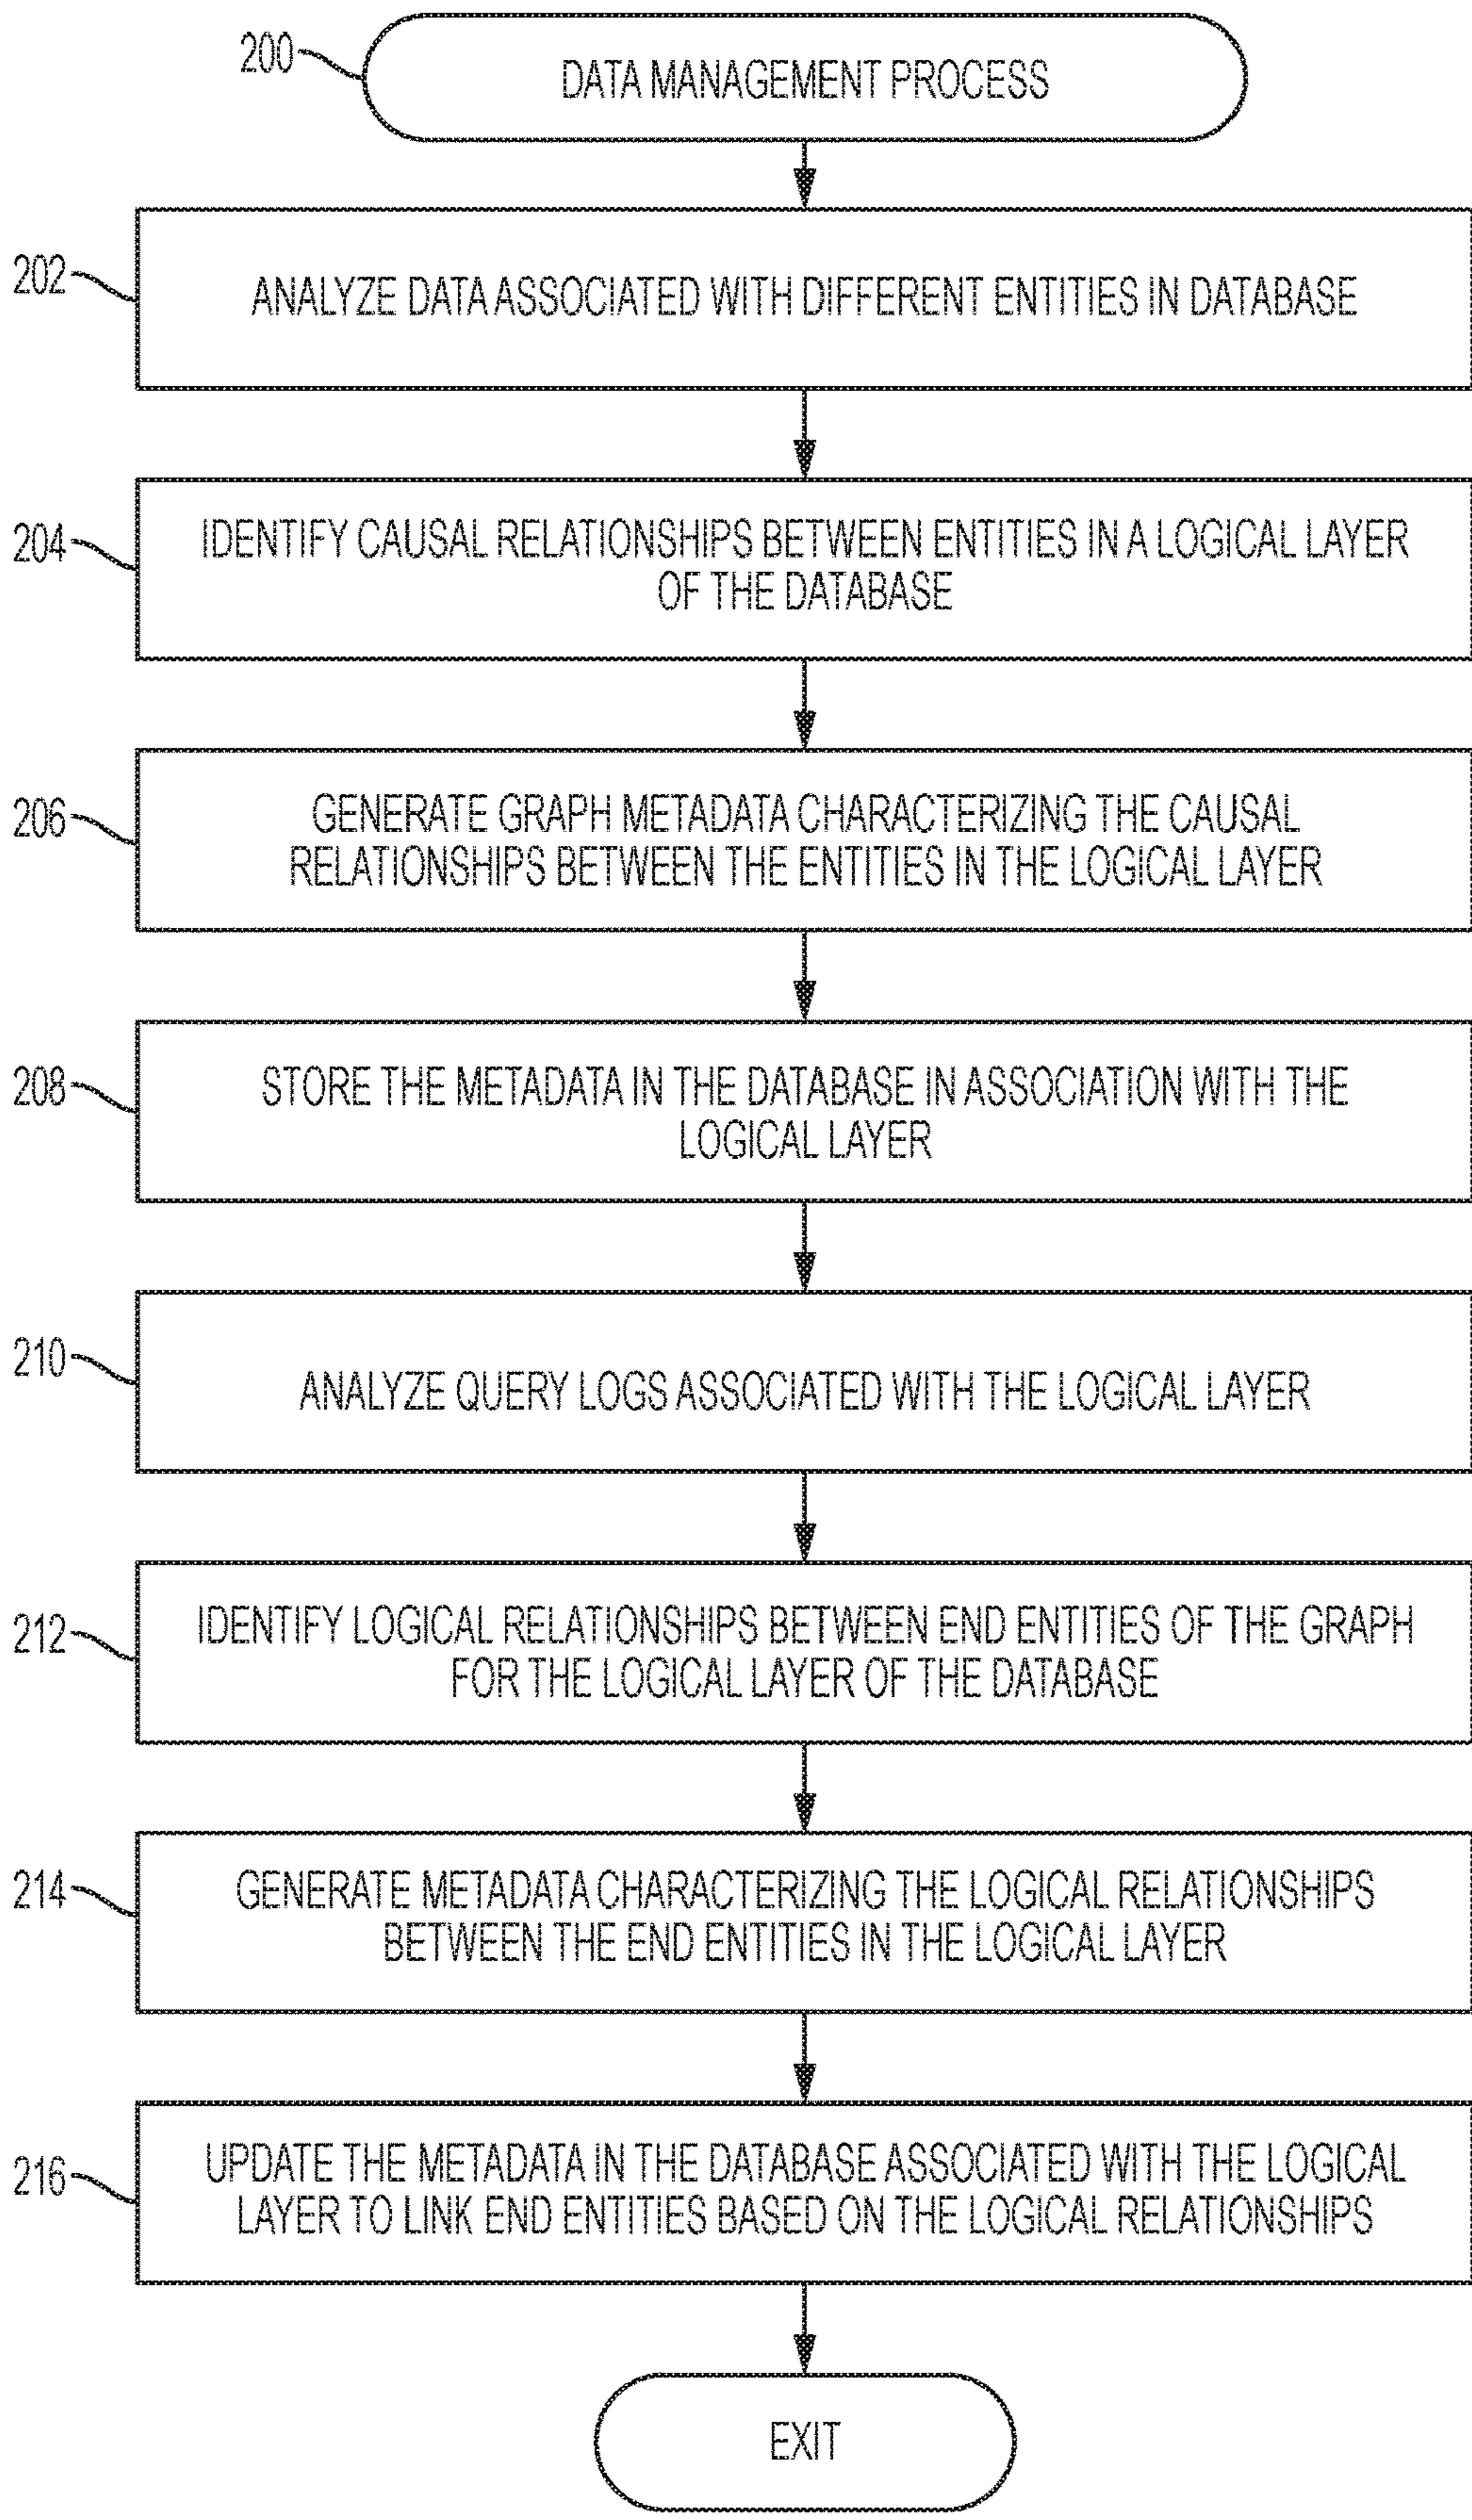 200
DATA MANAGEMENT PROCESS
202
ANALYZE DATA ASSOCIATED WITH DIFFERENT ENTITIES IN DATABASE
204
IDENTIFY CAUSAL RELATIONSHIPS BETWEEN ENTITIES IN A LOGICAL LAYER
OF THE DATABASE
206
GENERATE GRAPH METADATA CHARACTERIZING THE CAUSAL
RELATIONSHIPS BETWEEN THE ENTITIES IN THE LOGICAL LAYER
208
STORE THE METADATA IN THE DATABASE IN ASSOCIATION WITH THE
LOGICAL LAYER
210
ANALYZE QUERY LOGS ASSOCIATED WITH THE LOGICAL LAYER
212
IDENTIFY LOGICAL RELATIONSHIPS BETWEEN END ENTITIES OF THE GRAPH
FOR THE LOGICAL LAYER OF THE DATABASE
214
GENERATE METADATA CHARACTERIZING THE LOGICAL RELATIONSHIPS
BETWEEN THE END ENTITIES IN THE LOGICAL LAYER
216
UPDATE THE METADATA IN THE DATABASE ASSOCIATED WITH THE LOGICAL
LAYER TO LINK END ENTITIES BASED ON THE LOGICAL RELATIONSHIPS
EXIT